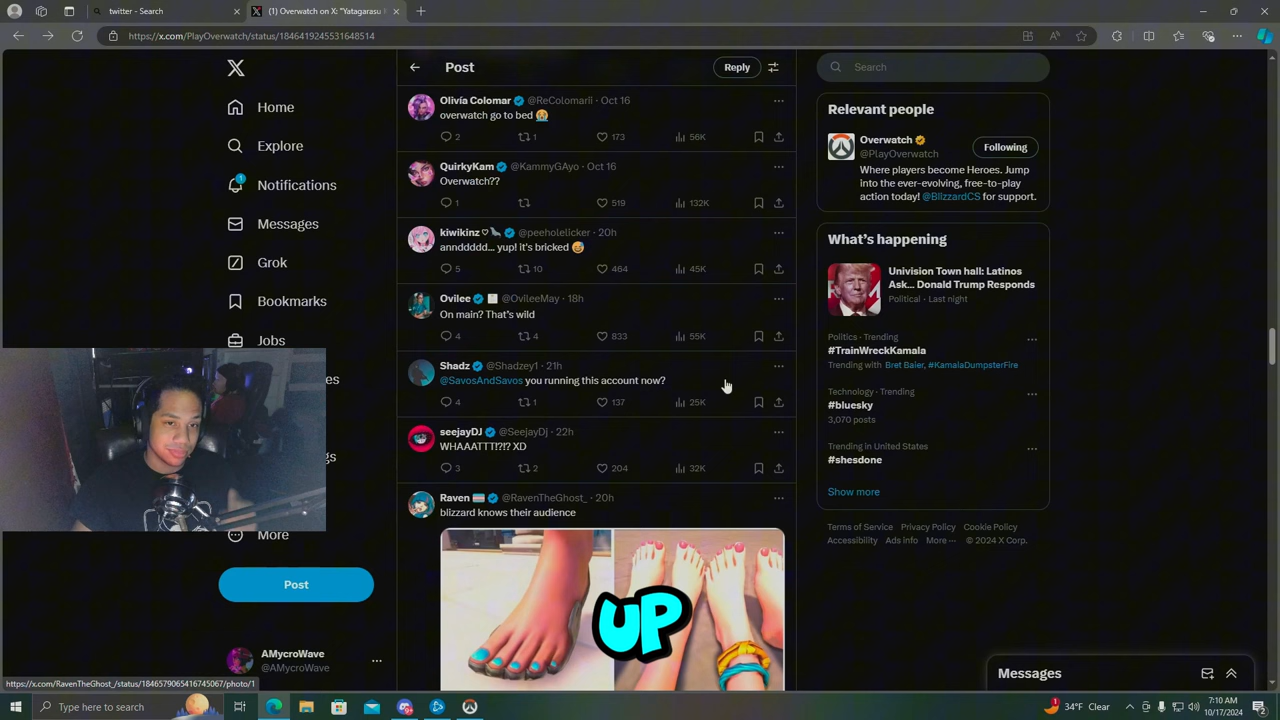 twitter - Search
(1) Overwatch on X: "Yatagarasu
https://x.com/PlayOverwatch/status/1846419245531648514
Home
Explore
1
Notifications
Messages
Grok
Bookmarks
Jobs
es
s
gs
More
Post
AMycroWave
@AMycroWave
https://x.com/RavenTheGhost_/status/1846579065416745067/photo/1
Post
Reply
Olivía Colomar @ReColomarii · Oct 16
overwatch go to bed 😭
2 1 173 56K
QuirkyKam @KammyGAyo · Oct 16
Overwatch??
1 519 132K
kiwikinz ♡ @peeholelicker · 20h
annddddd... yup! it's bricked 😅
5 10 464 45K
Ovilee @OvileeMay · 18h
On main? That's wild
4 4 833 55K
Shadz @Shadzey1 · 21h
@SavosAndSavos you running this account now?
4 1 137 25K
seejayDJ @SeejayDj · 22h
WHAAATTT!?!? XD
3 2 204 32K
Raven @RavenTheGhost_ · 20h
blizzard knows their audience
UP
Search
Relevant people
Overwatch
@PlayOverwatch
Following
Where players become Heroes. Jump
into the ever-evolving, free-to-play
action today! @BlizzardCS for support.
What's happening
Univision Town hall: Latinos
Ask... Donald Trump Responds
Political · Last night
Politics · Trending
#TrainWreckKamala
Trending with Bret Baier, #KamalaDumpsterFire
Technology · Trending
#bluesky
3,070 posts
Trending in United States
#shesdone
Show more
Terms of Service Privacy Policy Cookie Policy
Accessibility Ads info More ··· © 2024 X Corp.
Messages
Type here to search
34°F Clear
7:10 AM
10/17/2024
2